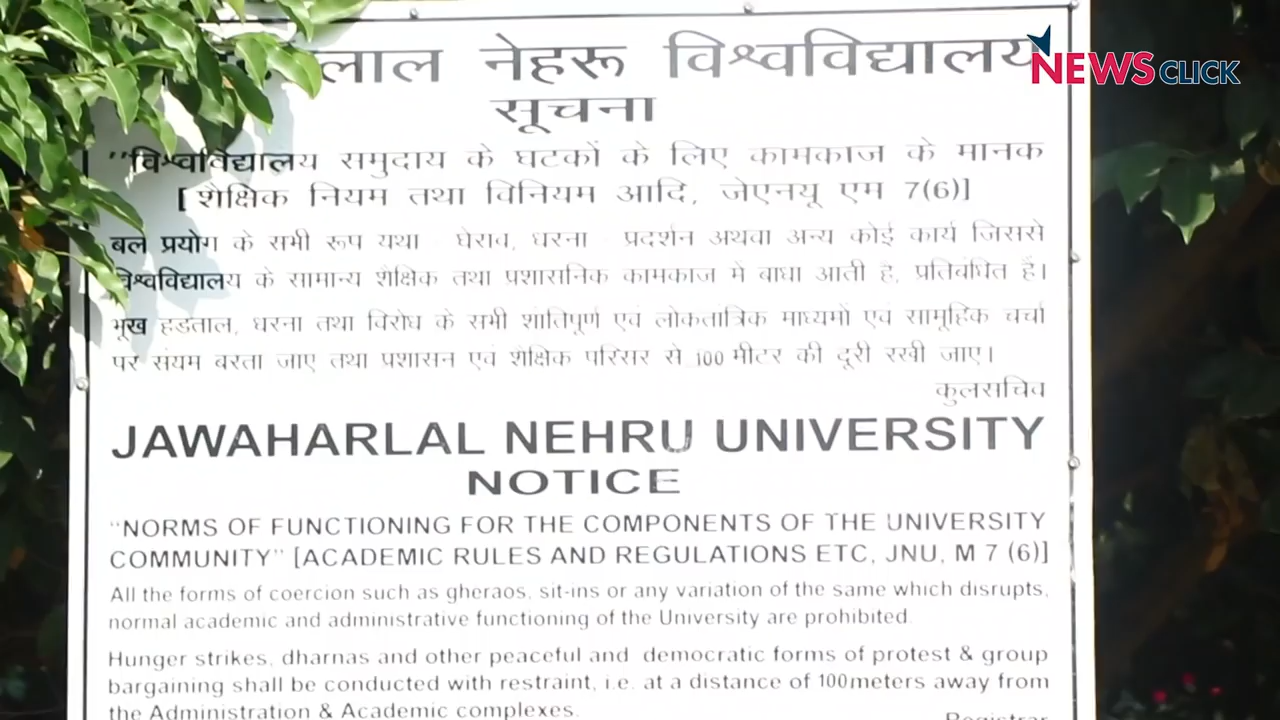 लाल नेहरू विश्वविद्यालय
NEWSCLICK
सूचना
"विश्वविद्यालय समुदाय के घटकों के लिए कामकाज के मानक
[शैक्षिक नियम तथा विनियम आदि, जेएनयू एम 7(6)]
बल प्रयोग के सभी रूप यथा घेराव, धरना प्रदर्शन अथवा अन्य कोई कार्य जिससे
विश्वविद्यालय के सामान्य शैक्षिक तथा प्रशासनिक कामकाज में बाधा आती है, प्रतिबंधित हैं।
भूख हडताल, धरना तथा विरोध के सभी शांतिपूर्ण एवं लोकतांत्रिक माध्यमों एवं सामूहिक चर्चा
पर संयम बरता जाए तथा प्रशासन एवं शैक्षिक परिसर से 100 मीटर की दूरी रखी जाए।
कुलसचिव
JAWAHARLAL NEHRU UNIVERSITY
NOTICE
"NORMS OF FUNCTIONING FOR THE COMPONENTS OF THE UNIVERSITY
COMMUNITY" [ACADEMIC RULES AND REGULATIONS ETC, JNU, M 7 (6)]
All the forms of coercion such as gheraos, sit-ins or any variation of the same which disrupts,
normal academic and administrative functioning of the University are prohibited.
Hunger strikes, dharnas and other peaceful and democratic forms of protest & group
bargaining shall be conducted with restraint, i.e. at a distance of 100meters away from
the Administration & Academic complexes.
Registrar